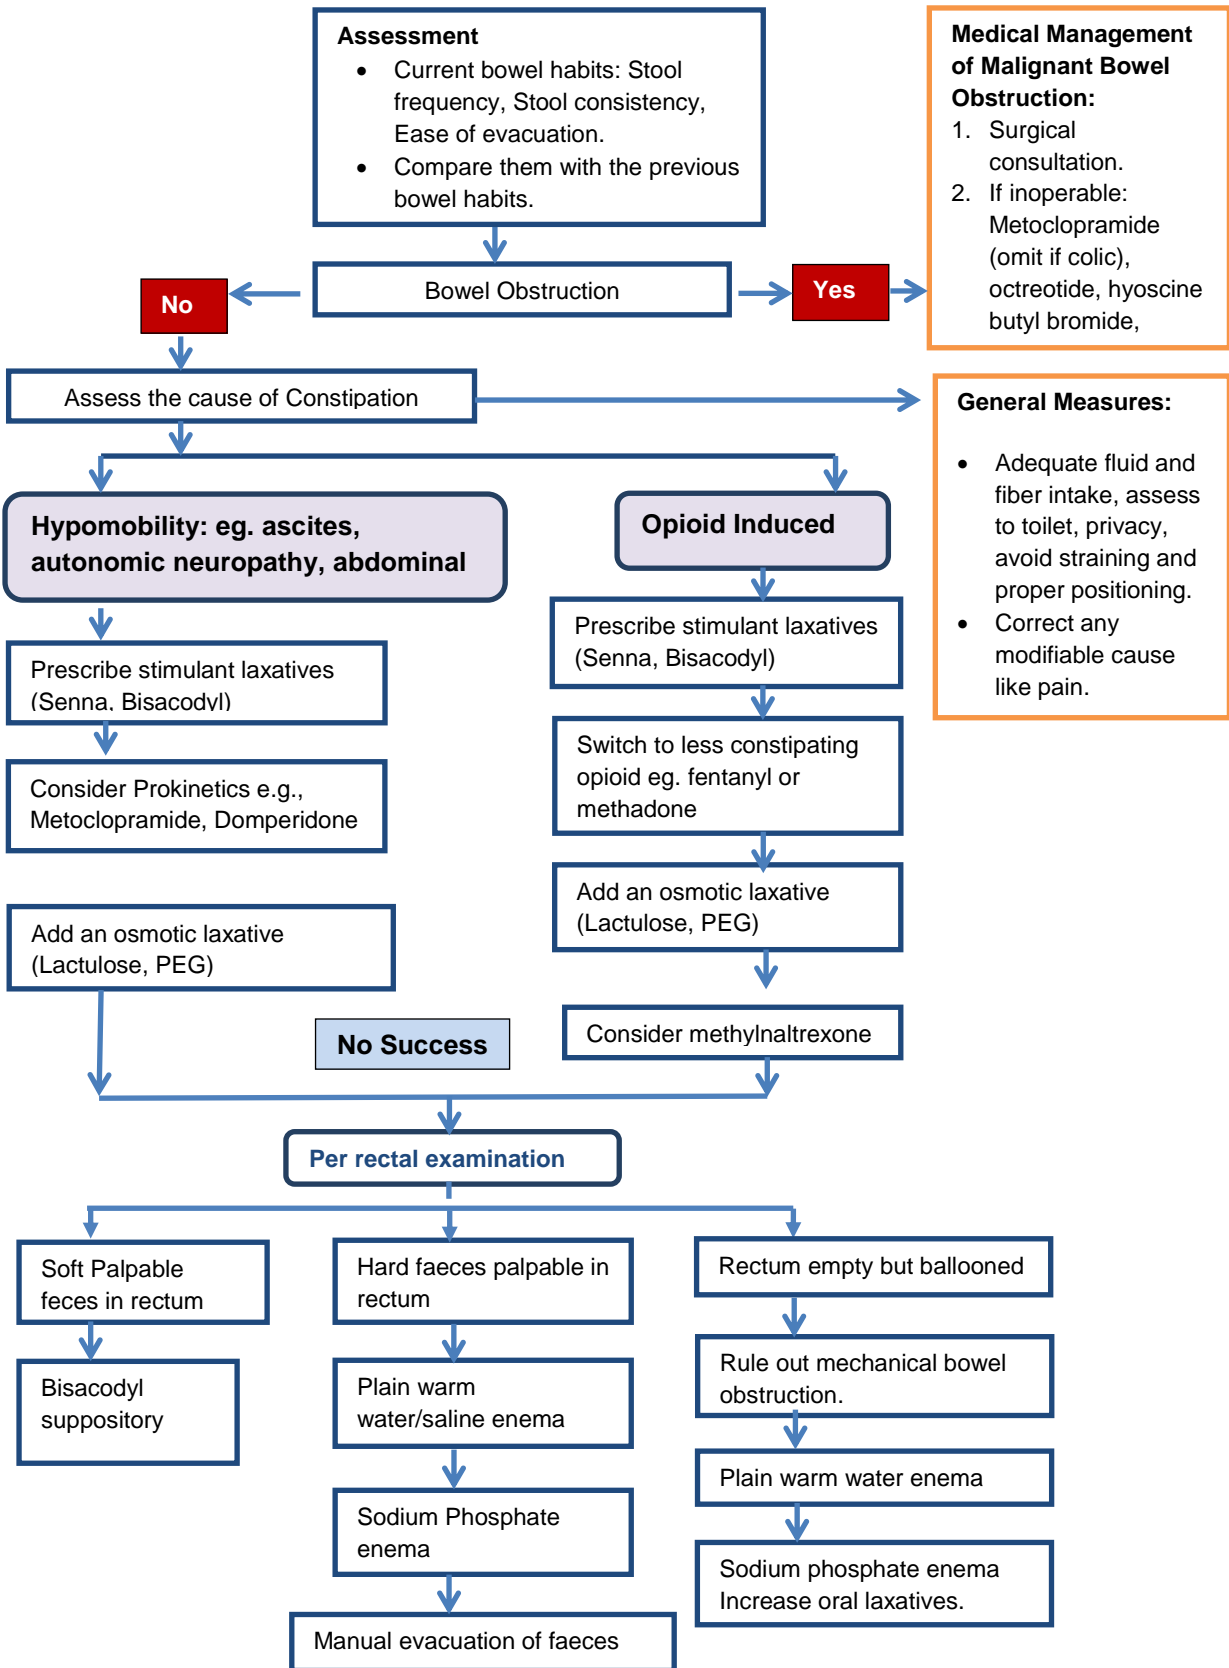 Assessment
• Current bowel habits: Stool
frequency, Stool consistency,
Ease of evacuation.
• Compare them with the previous
bowel habits.
Medical Management
of Malignant Bowel
Obstruction:
1. Surgical
consultation.
2. If inoperable:
Metoclopramide
(omit if colic),
octreotide, hyoscine
butyl bromide,
No
Bowel Obstruction
Yes
Assess the cause of Constipation
General Measures:
• Adequate fluid and
fiber intake, assess
to toilet, privacy,
avoid straining and
proper positioning.
• Correct any
modifiable cause
like pain.
Hypomobility: eg. ascites,
autonomic neuropathy, abdominal
Opioid Induced
Prescribe stimulant laxatives
(Senna, Bisacodyl)
Prescribe stimulant laxatives
(Senna, Bisacodyl)
Consider Prokinetics e.g.,
Metoclopramide, Domperidone
Switch to less constipating
opioid eg. fentanyl or
methadone
Add an osmotic laxative
(Lactulose, PEG)
Add an osmotic laxative
(Lactulose, PEG)
No Success
Consider methylnaltrexone
Per rectal examination
Soft Palpable
feces in rectum
Bisacodyl
suppository
Hard faeces palpable in
rectum
Plain warm
water/saline enema
Sodium Phosphate
enema
Manual evacuation of faeces
Rectum empty but ballooned
Rule out mechanical bowel
obstruction.
Plain warm water enema
Sodium phosphate enema
Increase oral laxatives.